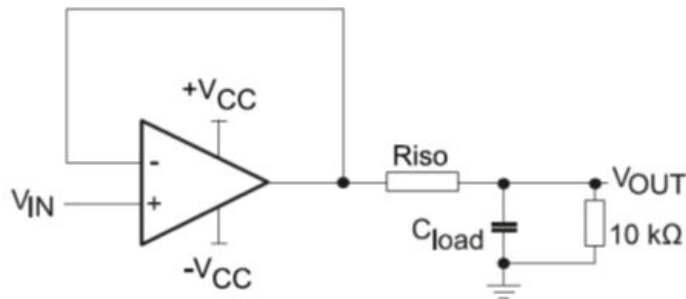 +VCC
-
Riso
VIN
+
VOUT
Cload
10 kΩ
-VCC